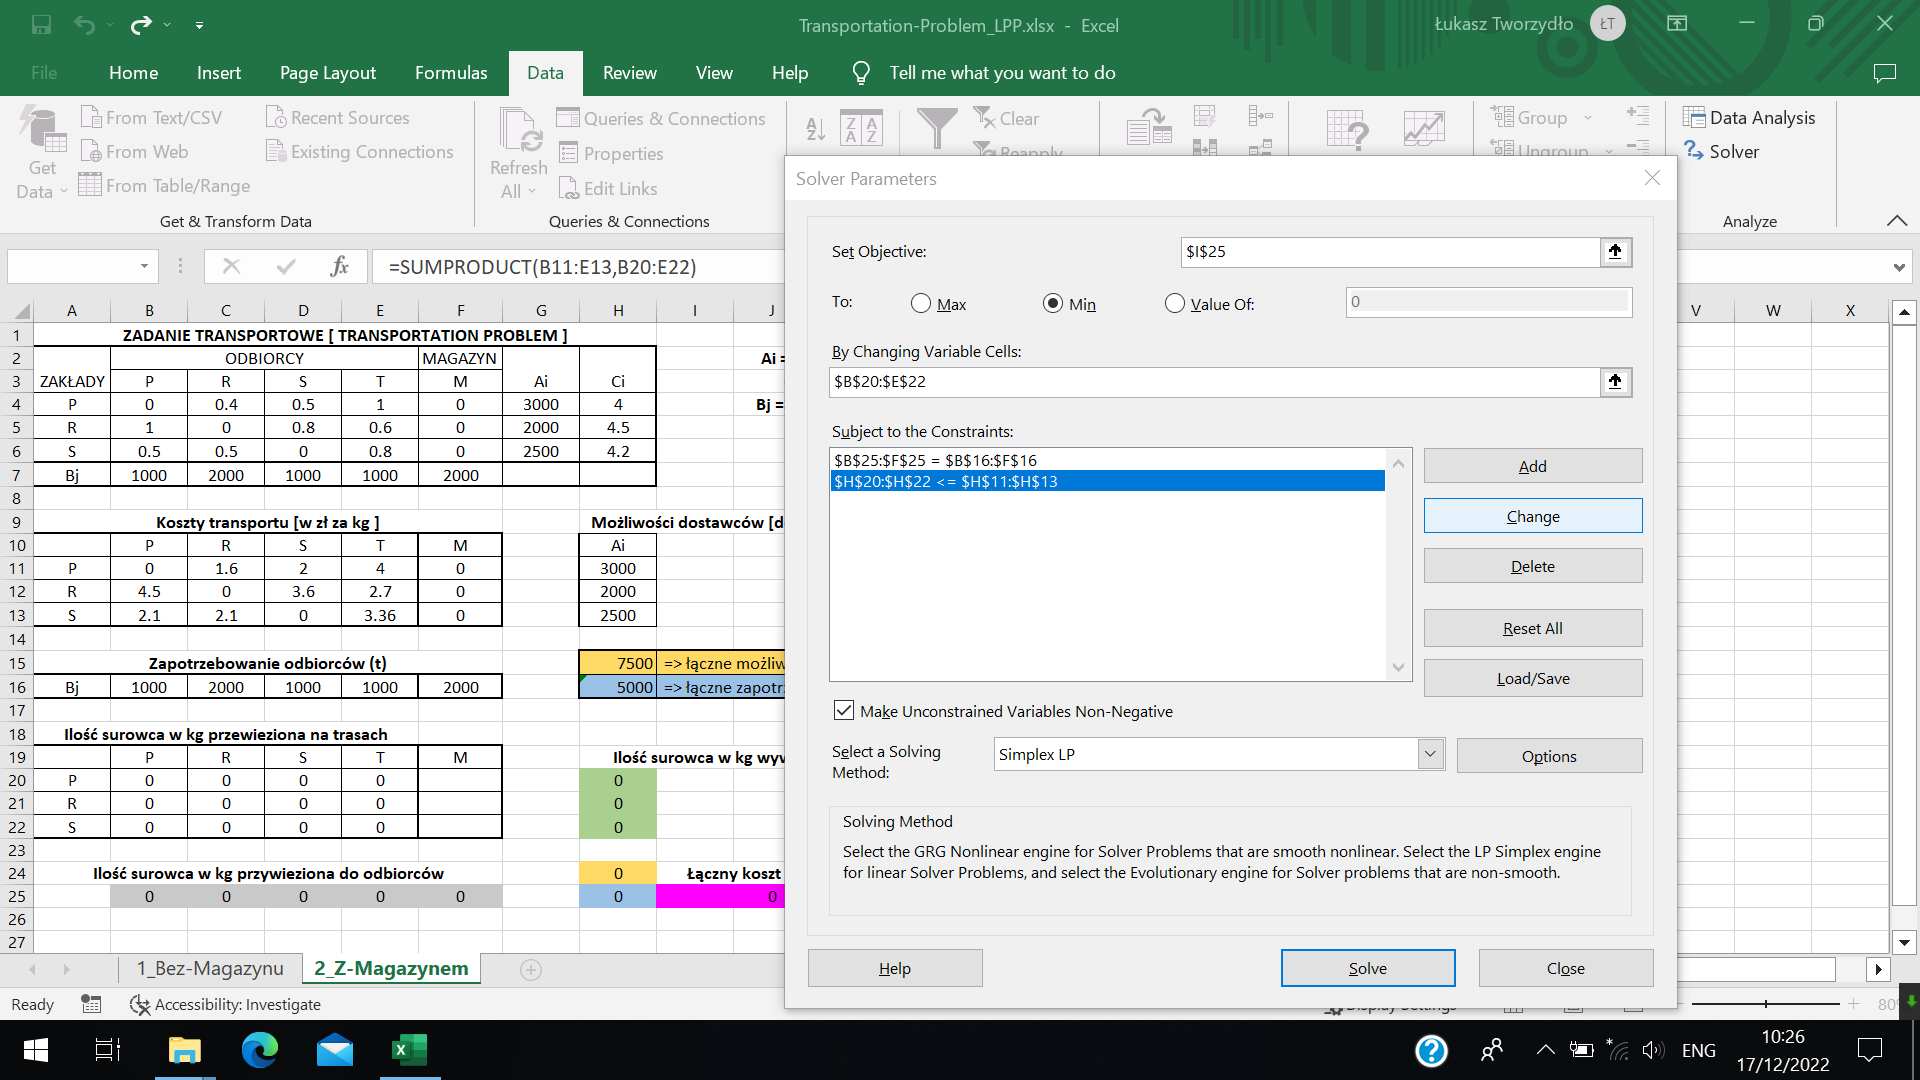 Transportation-Problem_LPP.xlsx - Excel
Łukasz Tworzydło ŁT
File Home Insert Page Layout Formulas Data Review View Help Tell me what you want to do
From Text/CSV
From Web
From Table/Range
Get Data
Recent Sources
Existing Connections
Get & Transform Data
Refresh All
Queries & Connections
Properties
Edit Links
Queries & Connections
Clear
Reapply
Group
Ungroup
Data Analysis
Solver
Analyze
=SUMPRODUCT(B11:E13,B20:E22)
A B C D E F G H I J V W X
1 ZADANIE TRANSPORTOWE [ TRANSPORTATION PROBLEM ]
2 ODBIORCY MAGAZYN Ai =
3 ZAKŁADY P R S T M Ai Ci
4 P 0 0.4 0.5 1 0 3000 4 Bj =
5 R 1 0 0.8 0.6 0 2000 4.5
6 S 0.5 0.5 0 0.8 0 2500 4.2
7 Bj 1000 2000 1000 1000 2000
8
9 Koszty transportu [w zł za kg ] Możliwości dostawców [d
10 P R S T M Ai
11 P 0 1.6 2 4 0 3000
12 R 4.5 0 3.6 2.7 0 2000
13 S 2.1 2.1 0 3.36 0 2500
14
15 Zapotrzebowanie odbiorców (t) 7500 => łączne możliw
16 Bj 1000 2000 1000 1000 2000 5000 => łączne zapotr
17
18 Ilość surowca w kg przewieziona na trasach
19 P R S T M Ilość surowca w kg wyw
20 P 0 0 0 0 0
21 R 0 0 0 0 0
22 S 0 0 0 0 0
23
24 Ilość surowca w kg przywieziona do odbiorców 0 Łączny koszt
25 0 0 0 0 0 0 0
26
27
Solver Parameters
Set Objective: $I$25
To: Max Min Value Of: 0
By Changing Variable Cells:
$B$20:$E$22
Subject to the Constraints:
$B$25:$F$25 = $B$16:$F$16
$H$20:$H$22 <= $H$11:$H$13
Add
Change
Delete
Reset All
Load/Save
Make Unconstrained Variables Non-Negative
Select a Solving Method: Simplex LP Options
Solving Method
Select the GRG Nonlinear engine for Solver Problems that are smooth nonlinear. Select the LP Simplex engine
for linear Solver Problems, and select the Evolutionary engine for Solver problems that are non-smooth.
Help Solve Close
1_Bez-Magazynu 2_Z-Magazynem
Ready Accessibility: Investigate Display Settings 80
ENG 10:26
17/12/2022